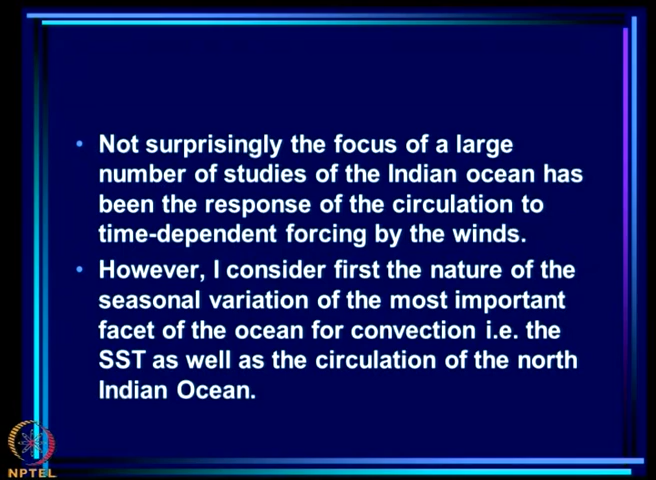 • Not surprisingly the focus of a large
number of studies of the Indian ocean has
been the response of the circulation to
time-dependent forcing by the winds.
• However, I consider first the nature of the
seasonal variation of the most important
facet of the ocean for convection i.e. the
SST as well as the circulation of the north
Indian Ocean.
NPTEL